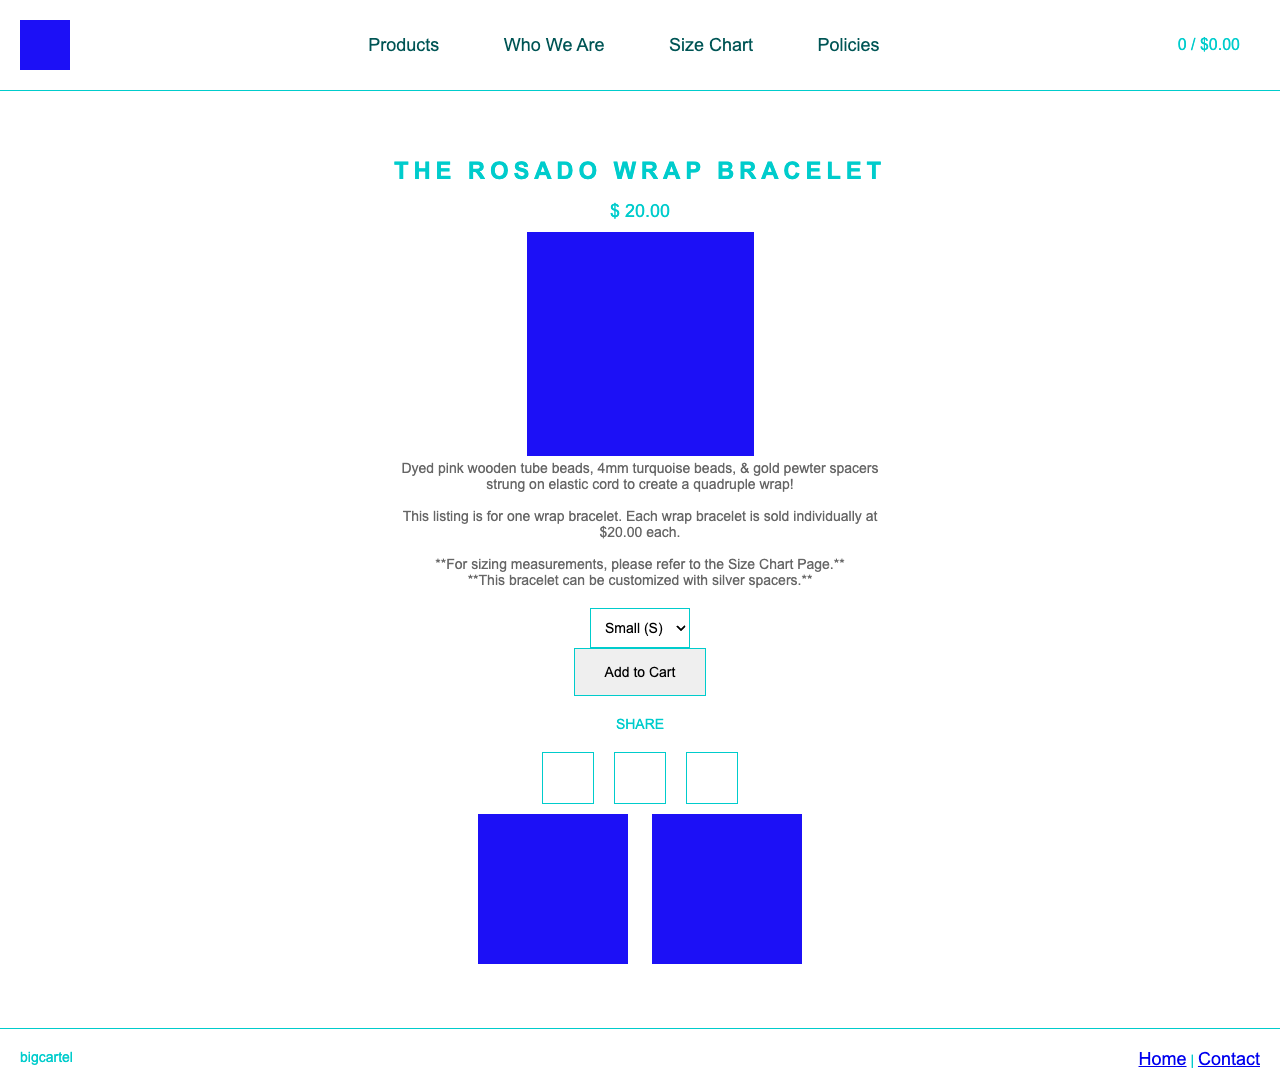 Products Who We Are Size Chart Policies 0 / $0.00
THE ROSADO WRAP BRACELET
$ 20.00
Dyed pink wooden tube beads, 4mm turquoise beads, & gold pewter spacers
strung on elastic cord to create a quadruple wrap!
This listing is for one wrap bracelet. Each wrap bracelet is sold individually at
$20.00 each.
**For sizing measurements, please refer to the Size Chart Page.**
**This bracelet can be customized with silver spacers.**
Small (S)
Add to Cart
SHARE
bigcartel Home | Contact